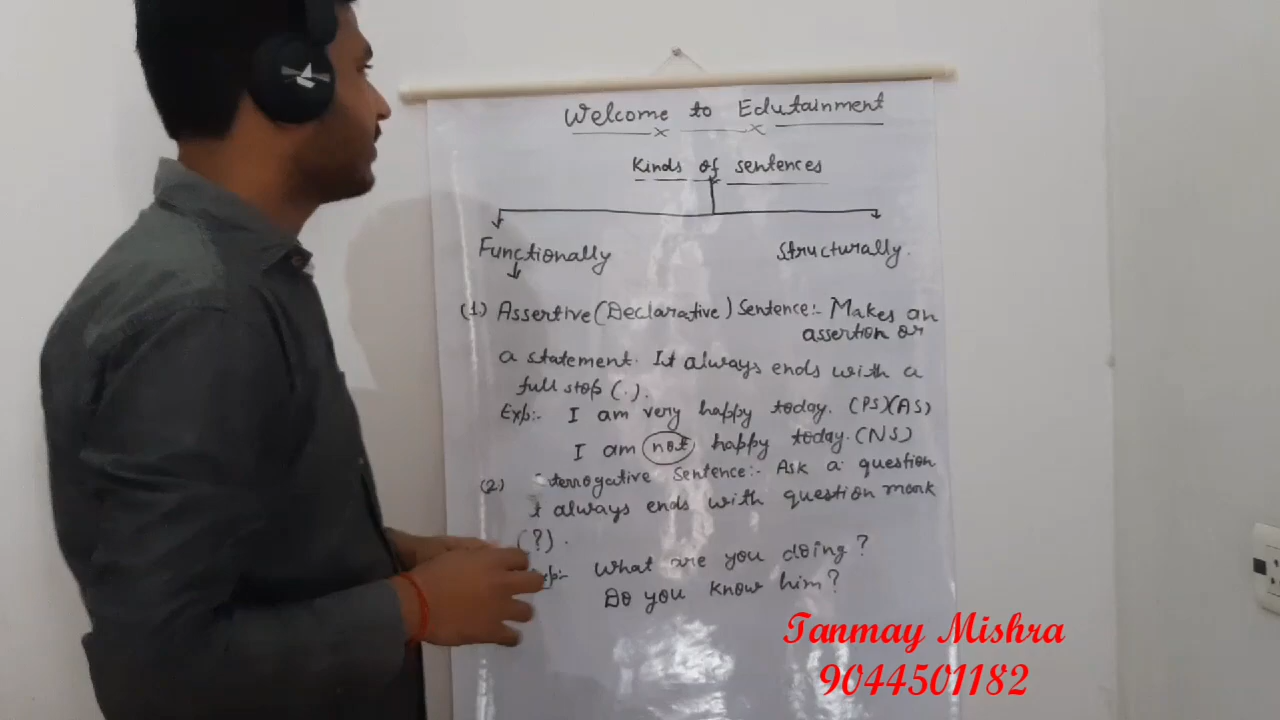 Welcome to Edutainment
Kinds of sentences
Functionally
Structurally.
(1) Assertive (Declarative) Sentence:- Makes an
assertion or
a statement. It always ends with a
full stop (.).
Exp:- I am very happy today. (PS)(AS)
I am not happy today. (NS)
(2) terrogative Sentence:- Ask a question
t always ends with question mark
(?).
xp:- What are you doing?
Do you know him?
Tanmay Mishra
9044501182